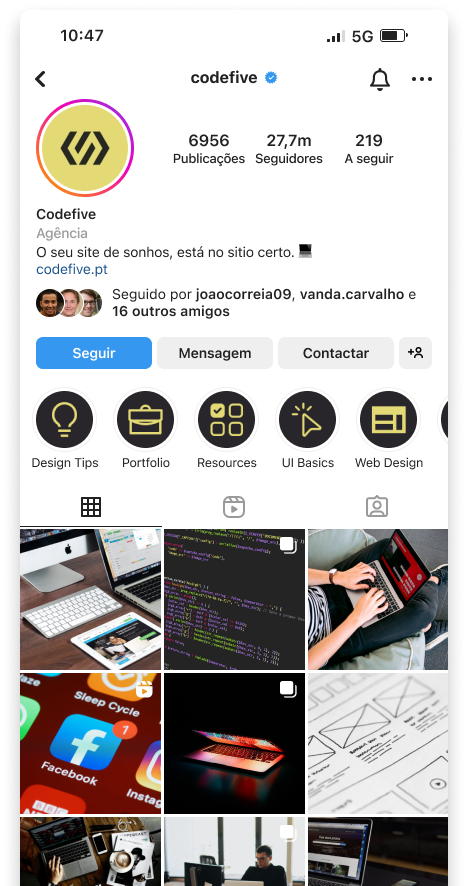 10:47
5G
codefive
6956
27,7m
219
Publicações
Seguidores
A seguir
Codefive
Agência
O seu site de sonhos, está no sitio certo.
codefive.pt
Seguido por joaocorreia09, vanda.carvalho e
16 outros amigos
Seguir
Mensagem
Contactar
Design Tips
Portfolio
Resources
UI Basics
Web Design
Sleep Cycle
7
Facebook